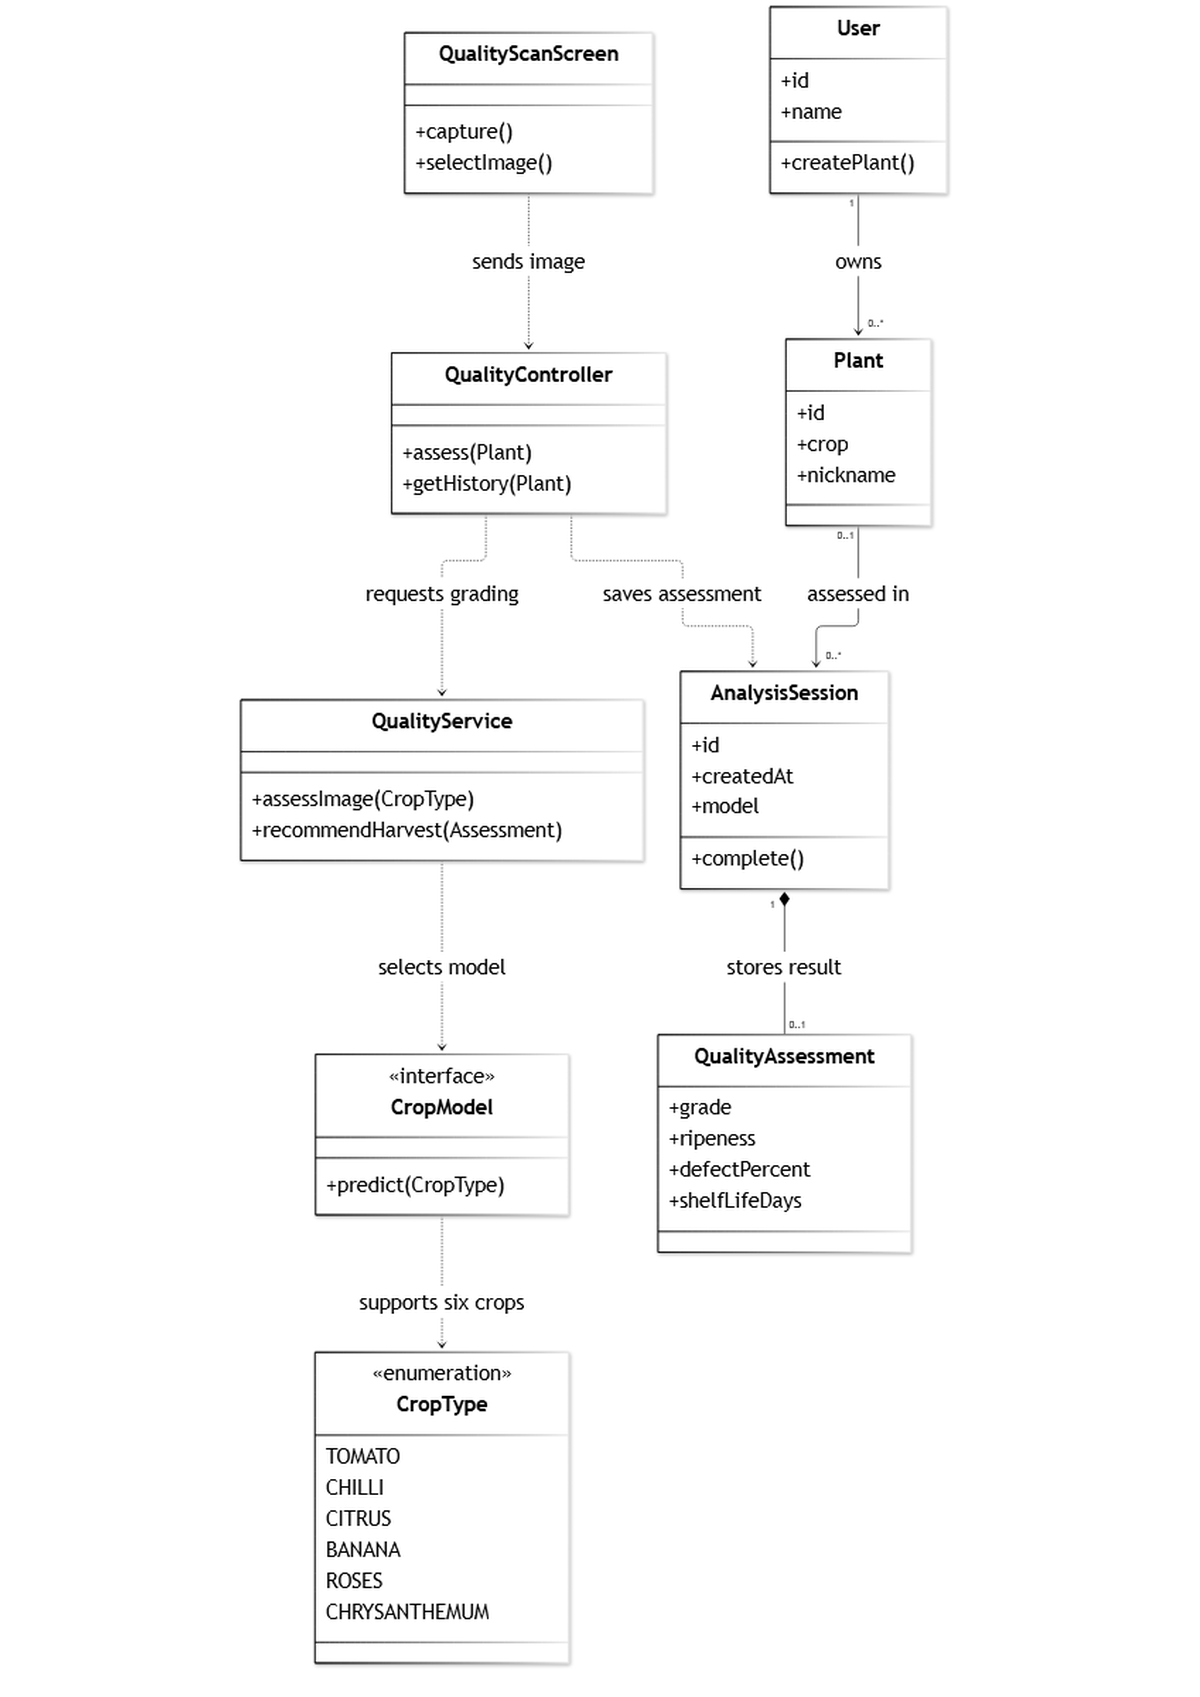 QualityScanScreen
+capture()
+selectImage()
User
+id
+name
+createPlant()
1
sends image
owns
0..*
QualityController
+assess(Plant)
+getHistory(Plant)
Plant
+id
+crop
+nickname
0..1
requests grading
saves assessment
assessed in
0..*
QualityService
+assessImage(CropType)
+recommendHarvest(Assessment)
AnalysisSession
+id
+createdAt
+model
+complete()
1
selects model
stores result
0..1
«interface»
CropModel
+predict(CropType)
QualityAssessment
+grade
+ripeness
+defectPercent
+shelfLifeDays
supports six crops
«enumeration»
CropType
TOMATO
CHILLI
CITRUS
BANANA
ROSES
CHRYSANTHEMUM